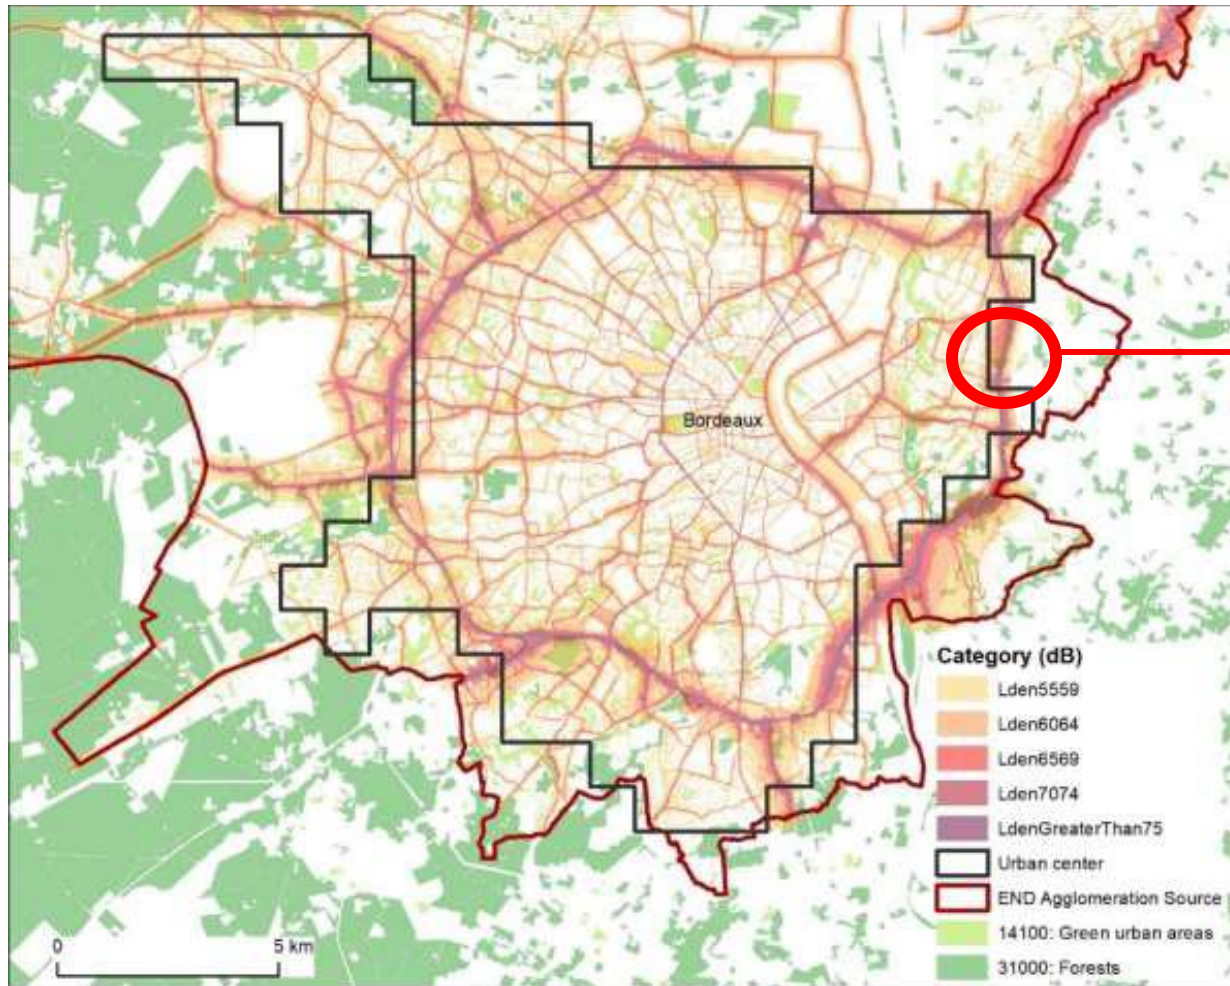 Bordeaux
Category (dB)
Lden5559
Lden6064
Lden6569
Lden7074
LdenGreaterThan75
Urban center
END Agglomeration Source
14100: Green urban areas
31000: Forests
0 5 km